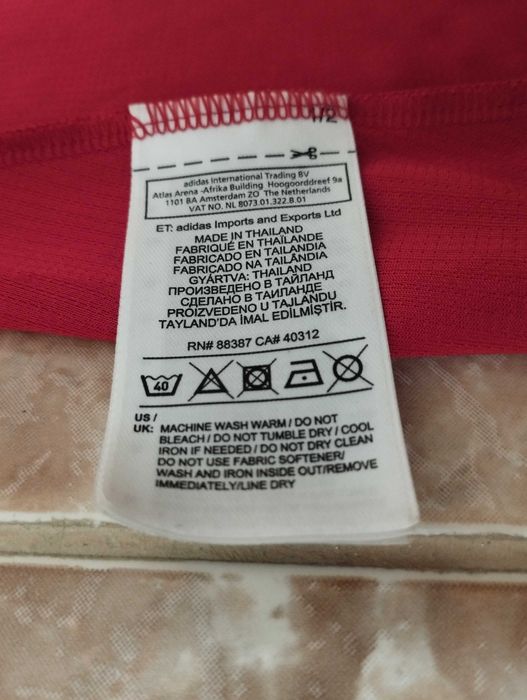 1/2
adidas International Trading BV
Atlas Arena -Afrika Building Hoogoorddreef 9a
1101 BA Amsterdam ZO The Netherlands
VAT NO. NL 8073.01.322.B.01
ET: adidas Imports and Exports Ltd
MADE IN THAILAND
FABRIQUÉ EN THAÏLANDE
FABRICADO EN TAILANDIA
FABRICADO NA TAILÂNDIA
GYÁRTVA: THAILAND
ПРОИЗВЕДЕНО В ТАЙЛАНД
СДЕЛАНО В ТАИЛАНДЕ
PROIZVEDENO U TAJLANDU
TAYLAND'DA İMAL EDİLMİŞTİR.
RN# 88387 CA# 40312
40
US /
UK: MACHINE WASH WARM / DO NOT
BLEACH / DO NOT TUMBLE DRY / COOL
IRON IF NEEDED / DO NOT DRY CLEAN
DO NOT USE FABRIC SOFTENER/
WASH AND IRON INSIDE OUT/REMOVE
IMMEDIATELY/LINE DRY